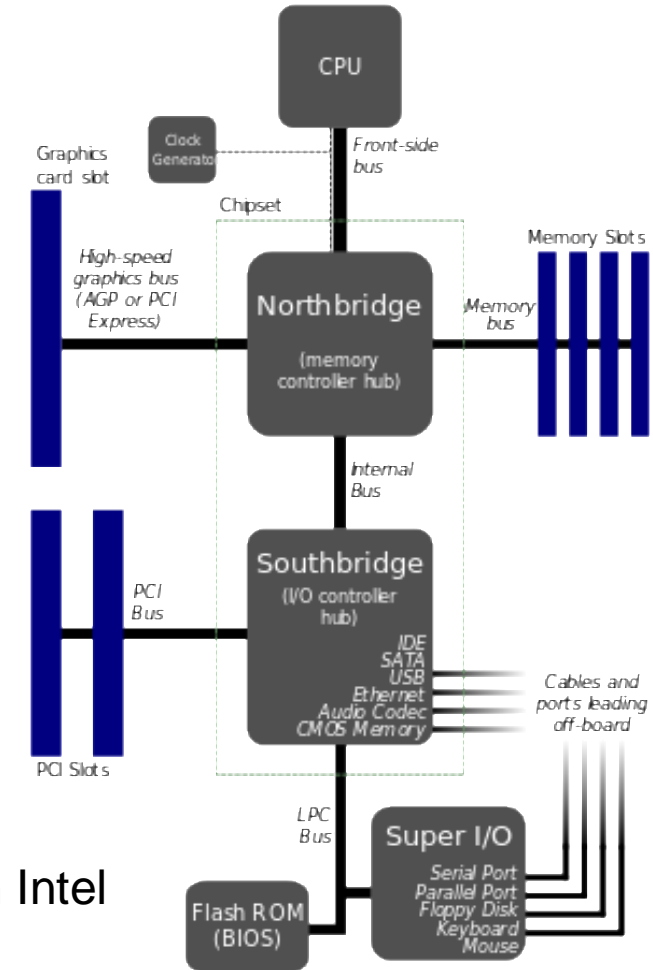 CPU
Clock
Generator
Front-side
bus
Graphics
card slot
Chipset
High-speed
graphics bus
(AGP or PCI
Express)
Northbridge
(memory
controller hub)
Memory
bus
Memory Slots
Internal
Bus
Southbridge
(I/O controller
hub)
IDE
SATA
USB
Ethernet
Audio Codec
CMOS Memory
PCI
Bus
PCI Slots
Cables and
ports leading
off-board
LPC
Bus
Super I/O
Serial Port
Parallel Port
Floppy Disk
Keyboard
Mouse
Intel
Flash ROM
(BIOS)